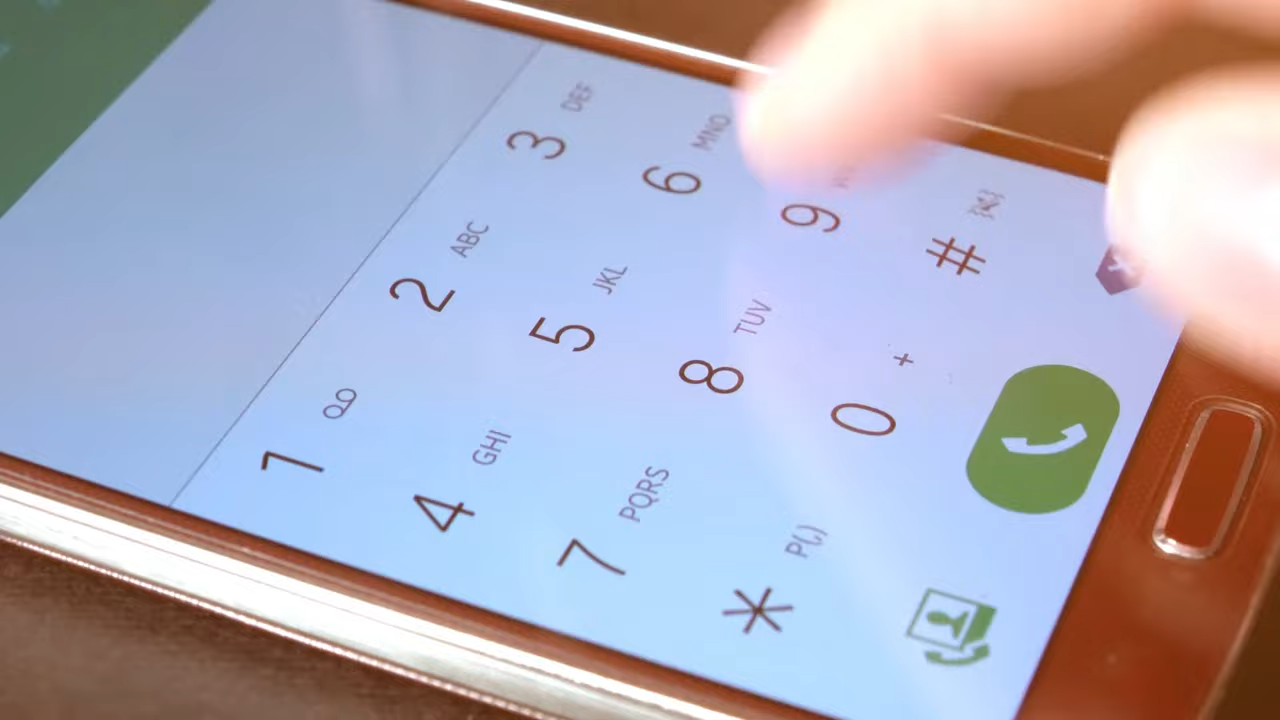 1
2 ABC
3 DEF
4 GHI
5 JKL
6 MNO
7 PQRS
8 TUV
9
* P(,)
0 +
#